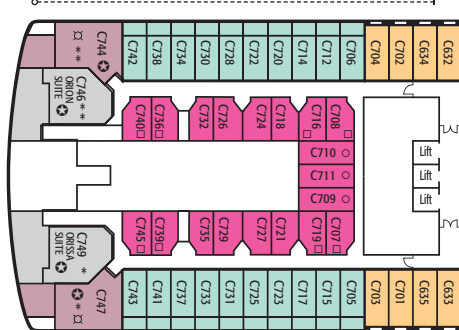 C744
C742
C738
C734
C730
C728
C722
C720
C714
C712
C706
C704
C702
C634
C632
C746
ORION
SUITE
C740
C736
C732
C726
C724
C718
C716
C708
C710
C711
C709
Lift
Lift
Lift
C749
ORISSA
SUITE
C745
C739
C735
C729
C727
C721
C719
C707
C747
C743
C741
C737
C733
C731
C725
C723
C717
C715
C705
C703
C701
C635
C633